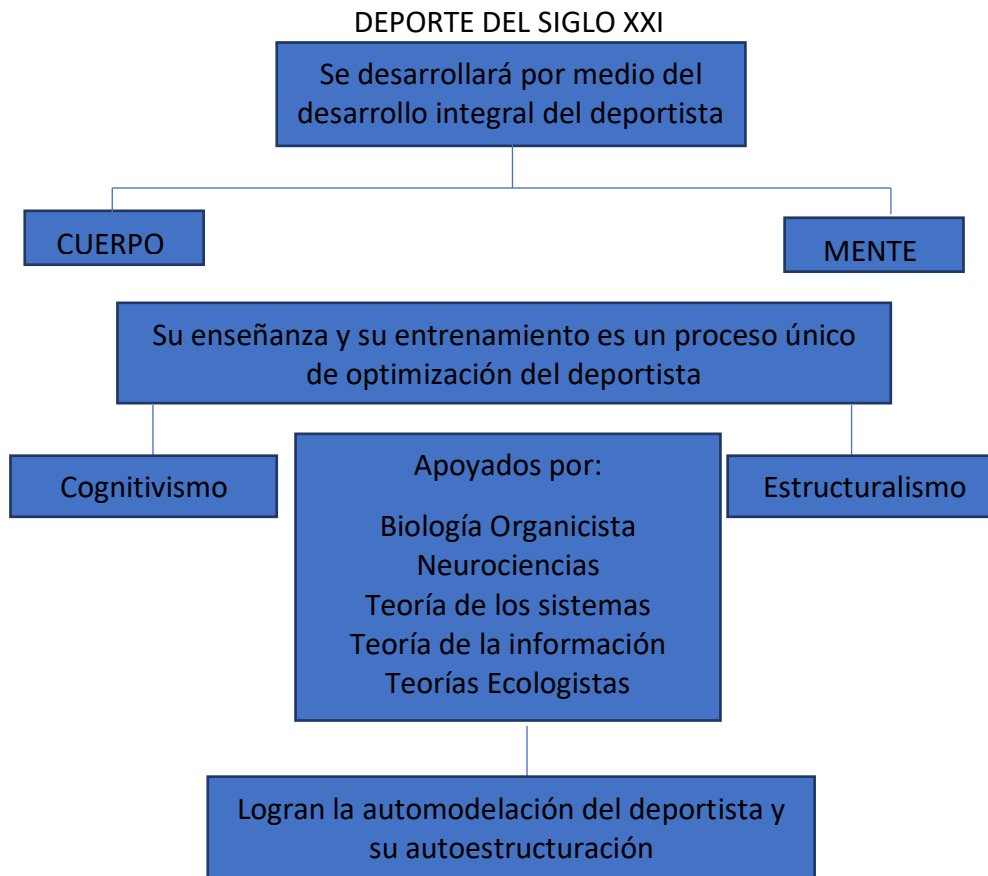 DEPORTE DEL SIGLO XXI
Se desarrollará por medio del
desarrollo integral del deportista
CUERPO
MENTE
Su enseñanza y su entrenamiento es un proceso único
de optimización del deportista
Cognitivismo
Apoyados por:
Biología Organicista
Neurociencias
Teoría de los sistemas
Teoría de la información
Teorías Ecologistas
Estructuralismo
Logran la automodelación del deportista y
su autoestructuración